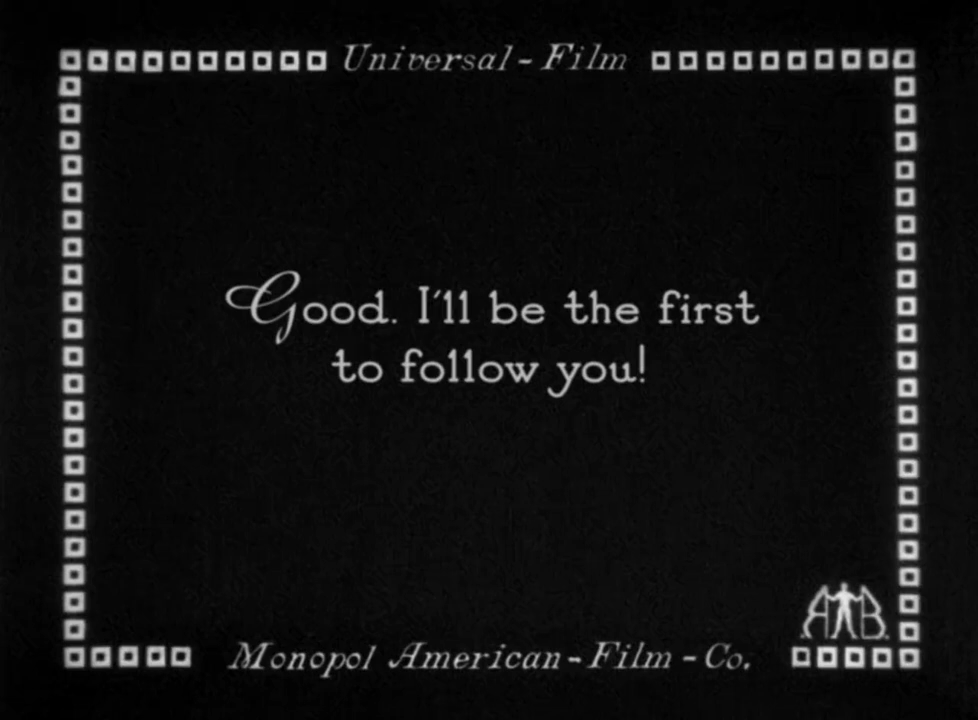 Universal-Film
Good. I'll be the first
to follow you!
A B
Monopol American-Film-Co.